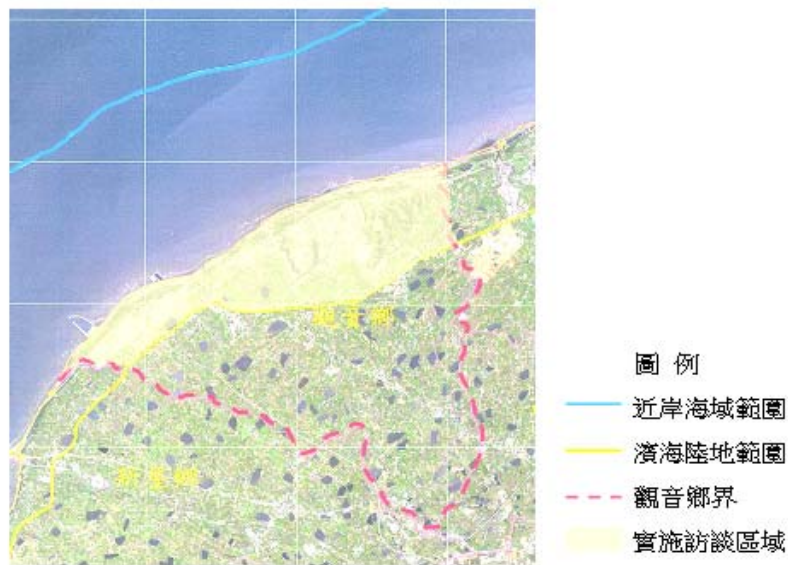 觀音鄉
新屋鄉
圖 例
近岸海域範圍
濱海陸地範圍
觀音鄉界
實施訪談區域